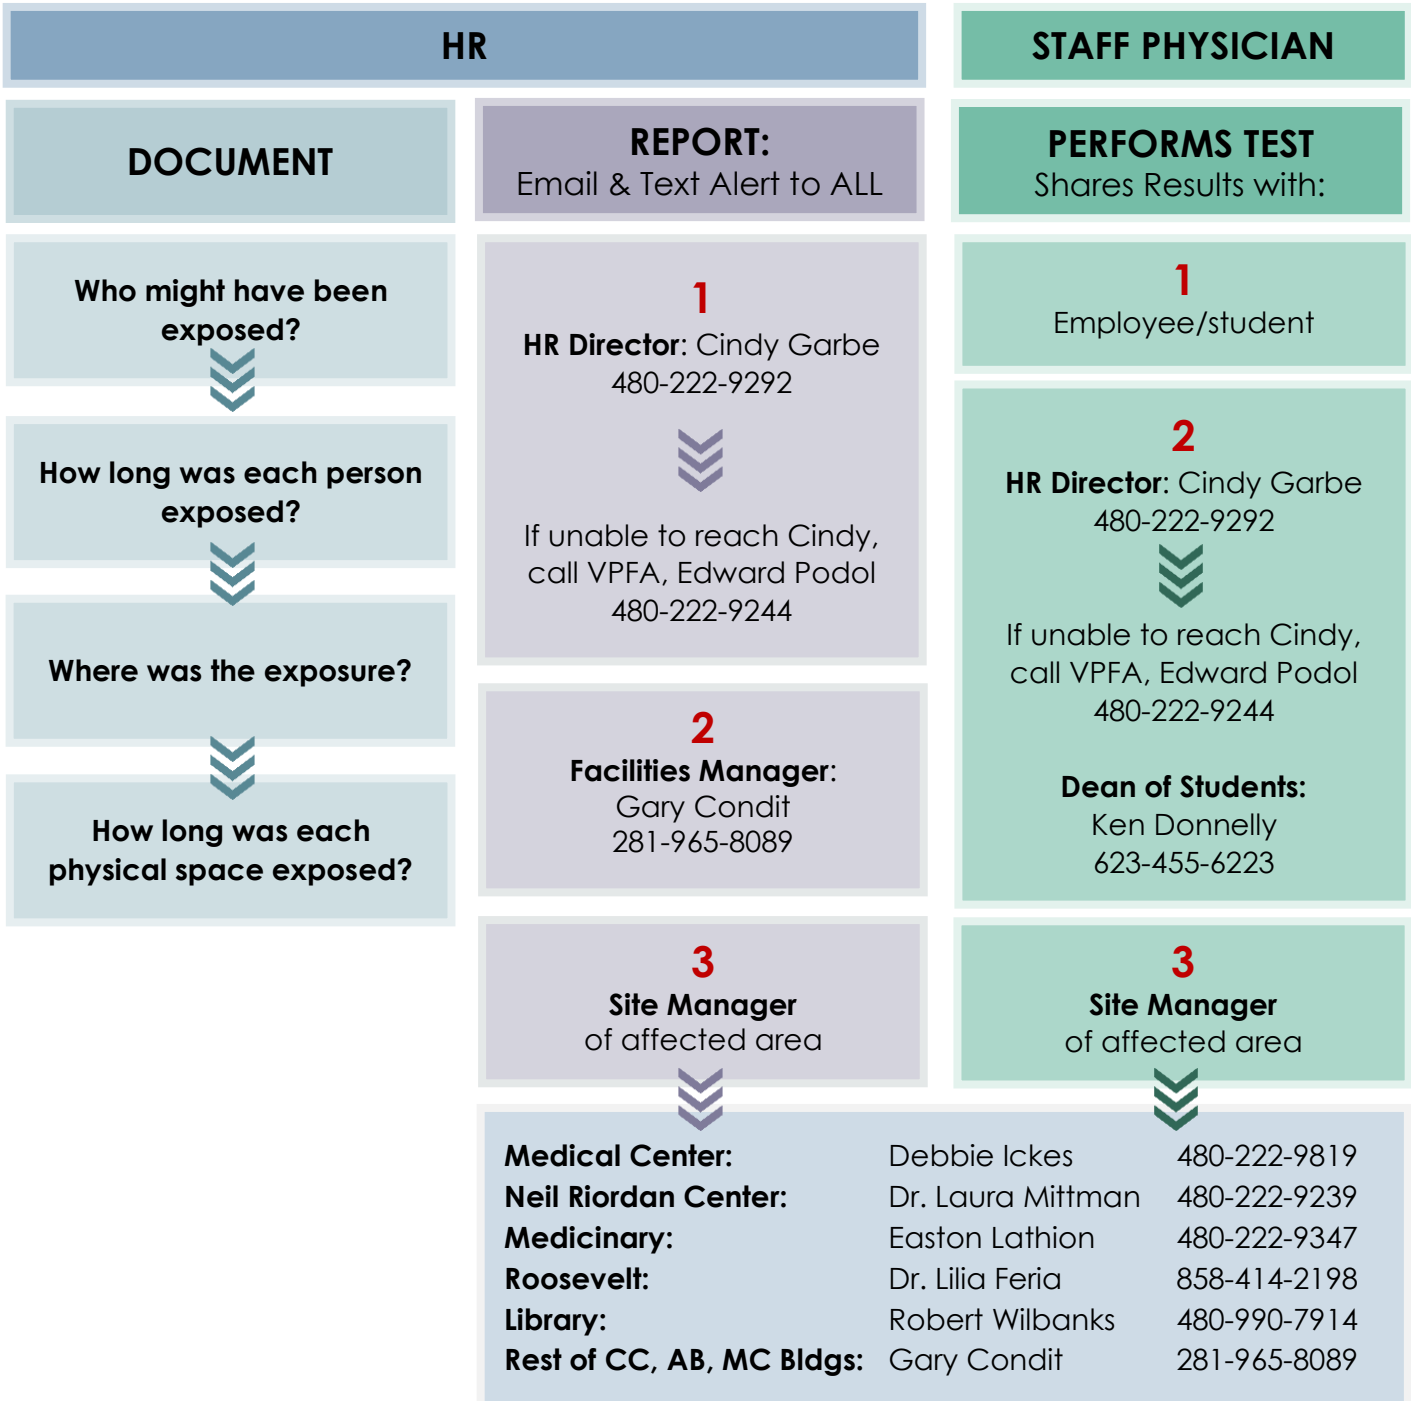 HR
DOCUMENT
Who might have been
exposed?
How long was each person
exposed?
Where was the exposure?
How long was each
physical space exposed?
REPORT:
Email & Text Alert to ALL
1
HR Director: Cindy Garbe
480-222-9292
If unable to reach Cindy,
call VPFA, Edward Podol
480-222-9244
2
Facilities Manager:
Gary Condit
281-965-8089
3
Site Manager
of affected area
STAFF PHYSICIAN
PERFORMS TEST
Shares Results with:
1
Employee/student
2
HR Director: Cindy Garbe
480-222-9292
If unable to reach Cindy,
call VPFA, Edward Podol
480-222-9244
Dean of Students:
Ken Donnelly
623-455-6223
3
Site Manager
of affected area
Medical Center: Debbie Ickes 480-222-9819
Neil Riordan Center: Dr. Laura Mittman 480-222-9239
Medicinary: Easton Lathion 480-222-9347
Roosevelt: Dr. Lilia Feria 858-414-2198
Library: Robert Wilbanks 480-990-7914
Rest of CC, AB, MC Bldgs: Gary Condit 281-965-8089